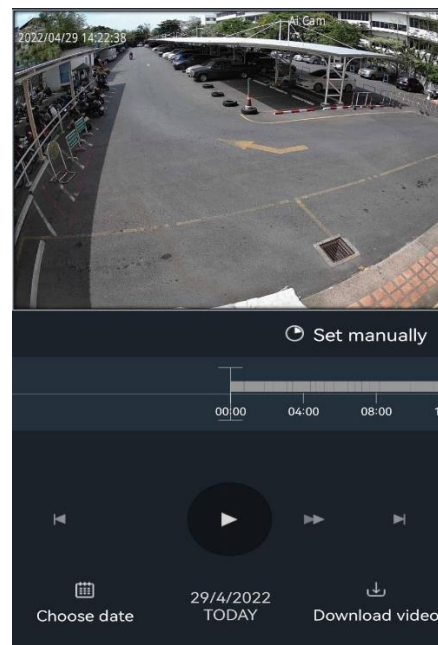 Ai Cam
2022/04/29 14:22:38
Set manually
00:00 04:00 08:00 1
29/4/2022
Choose date TODAY Download video